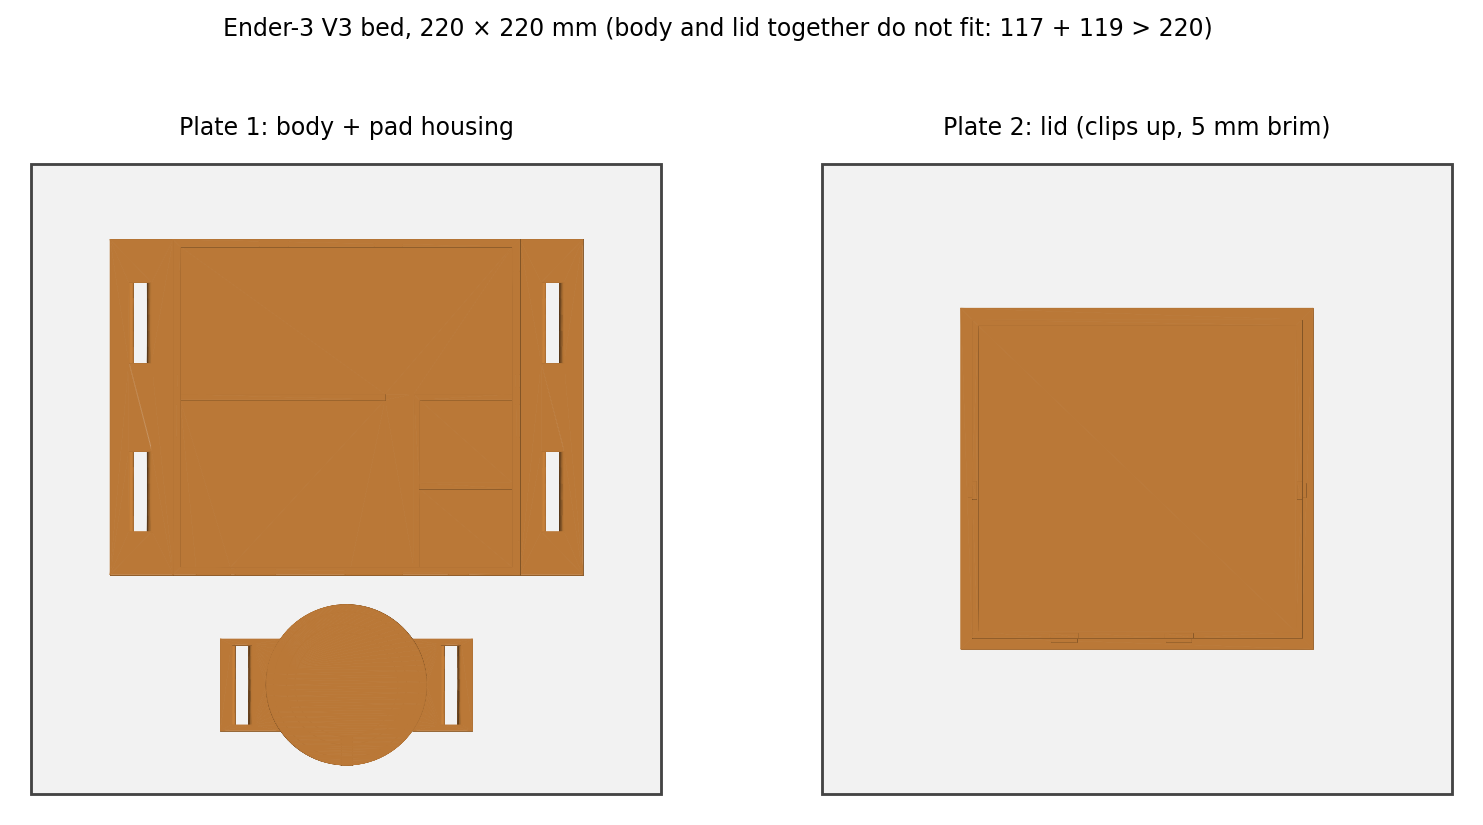 Ender-3 V3 bed, 220 × 220 mm (body and lid together do not fit: 117 + 119 > 220)
Plate 1: body + pad housing
Plate 2: lid (clips up, 5 mm brim)